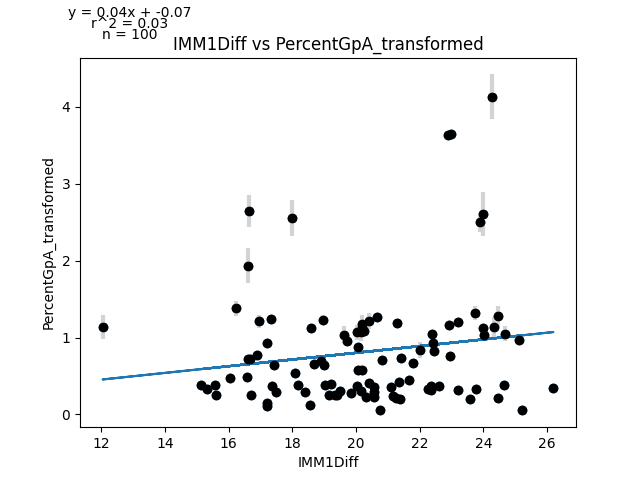 y = 0.04x + -0.07
r^2 = 0.03
n = 100
IMM1Diff vs PercentGpA_transformed
PercentGpA_transformed
4
3
2
1
0
12 14 16 18 20 22 24 26
IMM1Diff